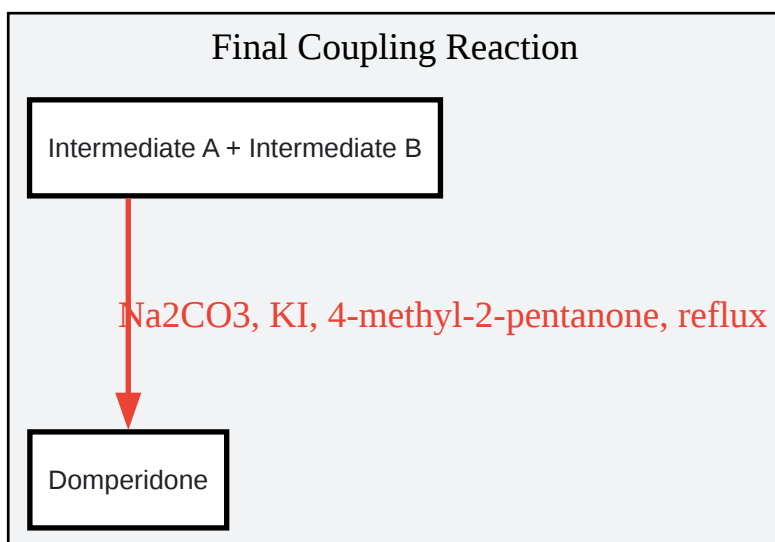 Final Coupling Reaction
Intermediate A + Intermediate B
Na2CO3, KI, 4-methyl-2-pentanone, reflux
Domperidone